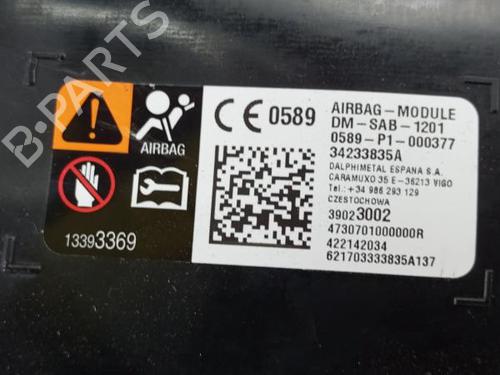 B-PARTS
AIRBAG
13393369
CE 0589
AIRBAG-MODULE
DM-SAB-1201
0589-P1-000377
34233835A
DALPHIMETAL ESPANA S.A.
CARAMUXO 35 E-36213 VIGO
Tel.: +34 986 293 129
CZESTOCHOWA
39023002
4730701000000R
422142034
621703333835A137